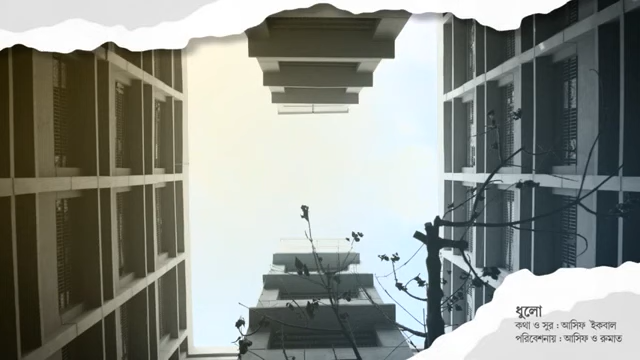 ধুলো
কথা ও সুর : আসিফ ইকবাল
পরিবেশনায় : আসিফ ও রুমাত